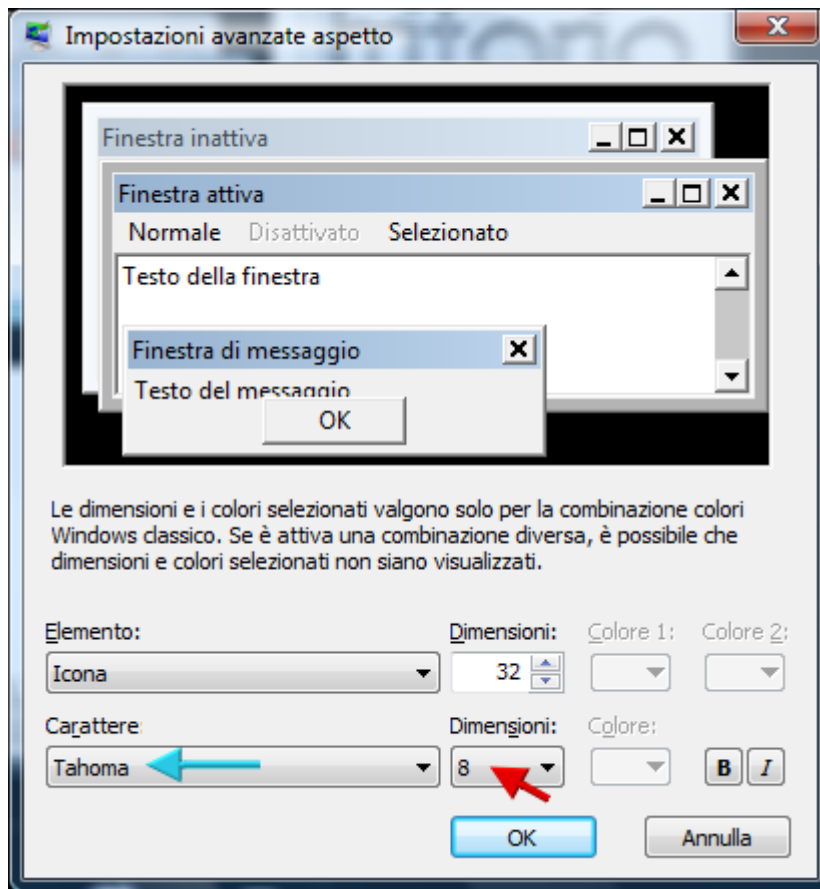 Impostazioni avanzate aspetto
Finestra inattiva
Finestra attiva
Normale Disattivato Selezionato
Testo della finestra
Finestra di messaggio
Testo del messaggio
OK
Le dimensioni e i colori selezionati valgono solo per la combinazione colori
Windows classico. Se è attiva una combinazione diversa, è possibile che
dimensioni e colori selezionati non siano visualizzati.
Elemento: Dimensioni: Colore 1: Colore 2:
Icona 32
Carattere: Dimensioni: Colore:
Tahoma 8 B I
OK Annulla